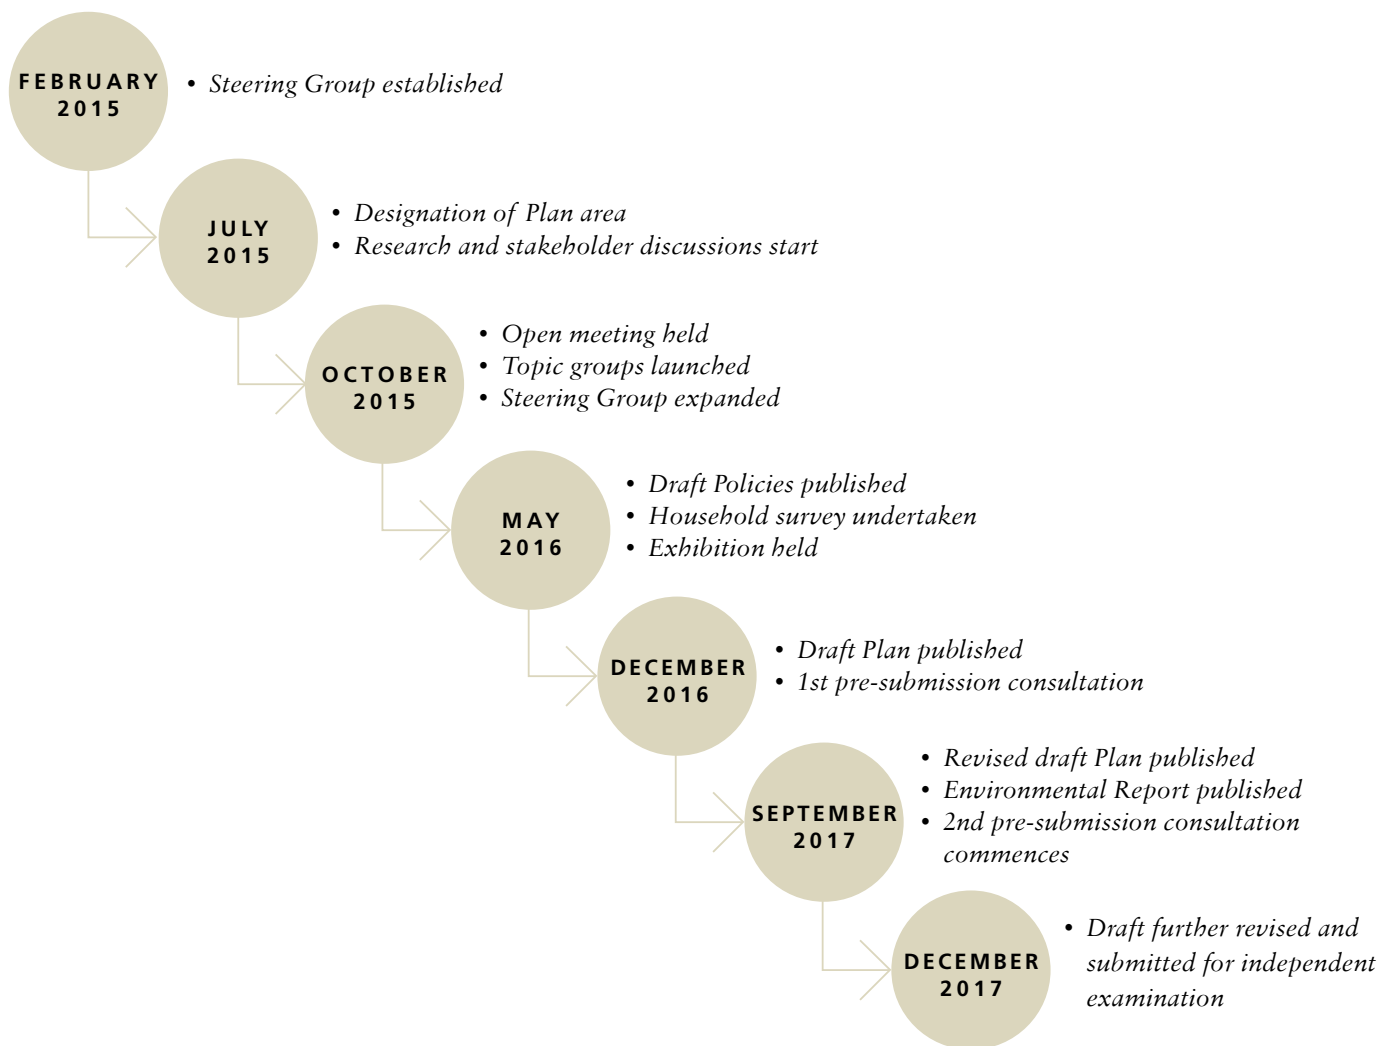 FEBRUARY
2015
• Steering Group established
JULY
2015
• Designation of Plan area
• Research and stakeholder discussions start
OCTOBER
2015
• Open meeting held
• Topic groups launched
• Steering Group expanded
MAY
2016
• Draft Policies published
• Household survey undertaken
• Exhibition held
DECEMBER
2016
• Draft Plan published
• 1st pre-submission consultation
SEPTEMBER
2017
• Revised draft Plan published
• Environmental Report published
• 2nd pre-submission consultation
commences
DECEMBER
2017
• Draft further revised and
submitted for independent
examination